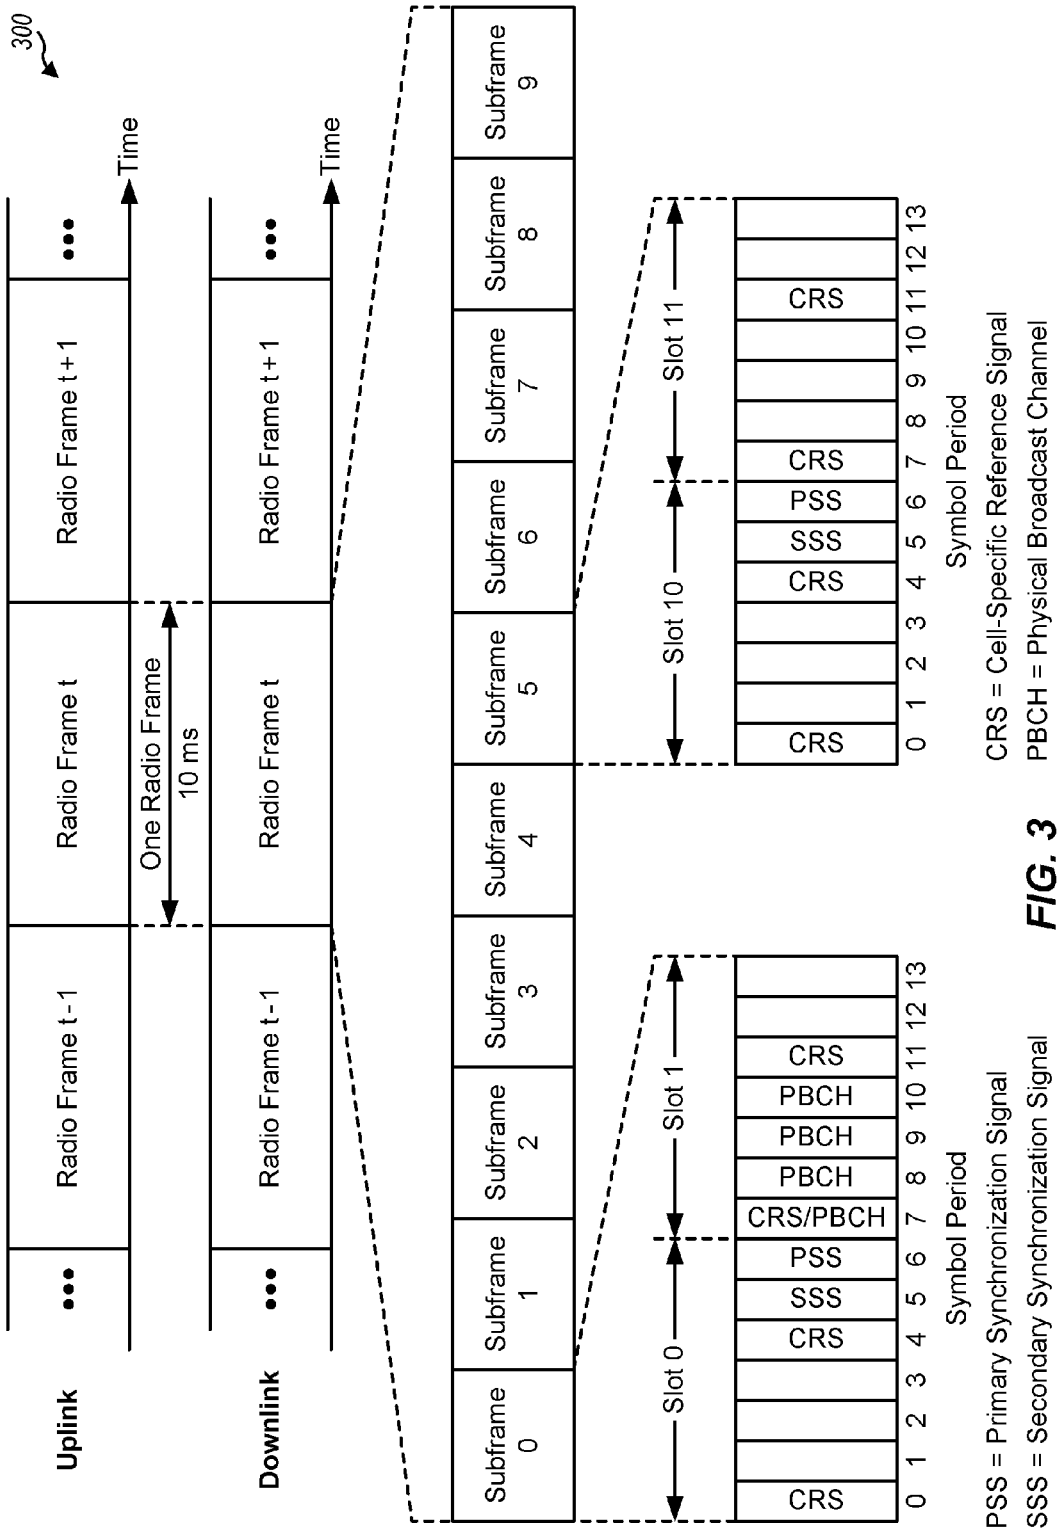 300
Uplink
•••
Radio Frame t-1
Radio Frame t
Radio Frame t+1
•••
Time
One Radio Frame
10 ms
Downlink
•••
Radio Frame t-1
Radio Frame t
Radio Frame t+1
•••
Time
Subframe
0
Subframe
1
Subframe
2
Subframe
3
Subframe
4
Subframe
5
Subframe
6
Subframe
7
Subframe
8
Subframe
9
Slot 0
Slot 1
CRS
CRS
SSS
PSS
CRS/PBCH
PBCH
PBCH
PBCH
CRS
0 1 2 3 4 5 6 7 8 9 10 11 12 13
Symbol Period
Slot 10
Slot 11
CRS
CRS
SSS
PSS
CRS
CRS
0 1 2 3 4 5 6 7 8 9 10 11 12 13
Symbol Period
PSS = Primary Synchronization Signal
SSS = Secondary Synchronization Signal
CRS = Cell-Specific Reference Signal
PBCH = Physical Broadcast Channel
FIG. 3